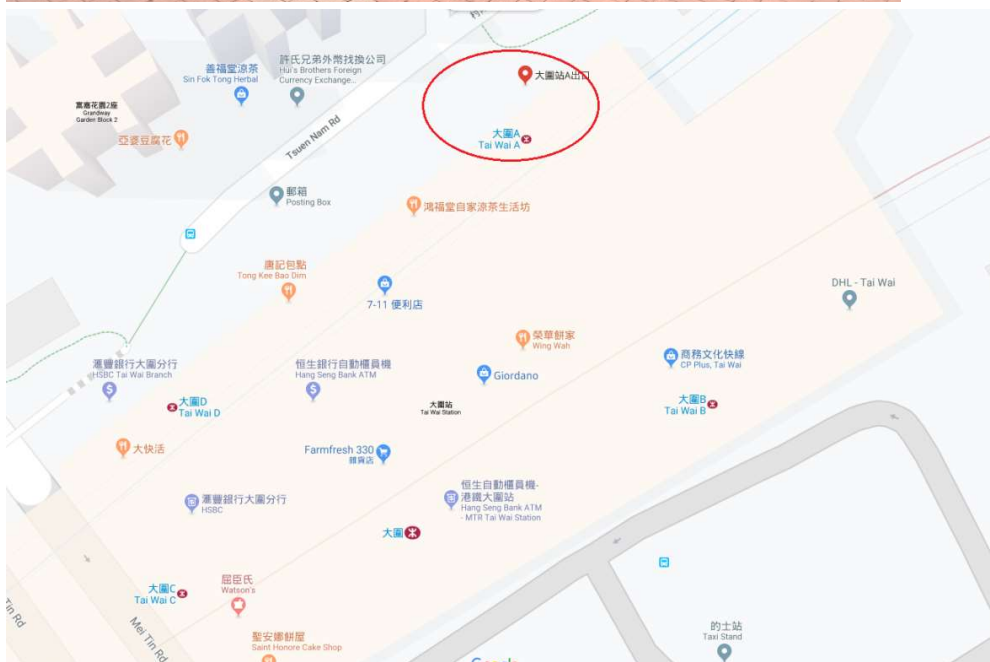 善福堂涼茶
Sin Fok Tong Herbal
許氏兄弟外幣找換公司
Hui's Brothers Foreign
Currency Exchange...
大圍站A出口
富嘉花園2座
Grandway
Garden Block 2
亞婆豆腐花
Tsuen Nam Rd
大圍A
Tai Wai A
郵箱
Posting Box
鴻福堂自家涼茶生活坊
唐記包點
Tong Kee Bao Dim
7-11 便利店
DHL - Tai Wai
榮華餅家
Wing Wah
滙豐銀行大圍分行
HSBC Tai Wai Branch
恒生銀行自動櫃員機
Hang Seng Bank ATM
Giordano
商務文化快線
CP Plus, Tai Wai
大圍D
Tai Wai D
大圍站
Tai Wai Station
大圍B
Tai Wai B
大快活
Farmfresh 330
雜貨店
滙豐銀行大圍分行
HSBC
恒生自動櫃員機-
港鐵大圍站
Hang Seng Bank ATM
- MTR Tai Wai Station
大圍
大圍C
Tai Wai C
屈臣氏
Watson's
Tin Rd
Mei Tin Rd
聖安娜餅屋
Saint Honore Cake Shop
的士站
Taxi Stand